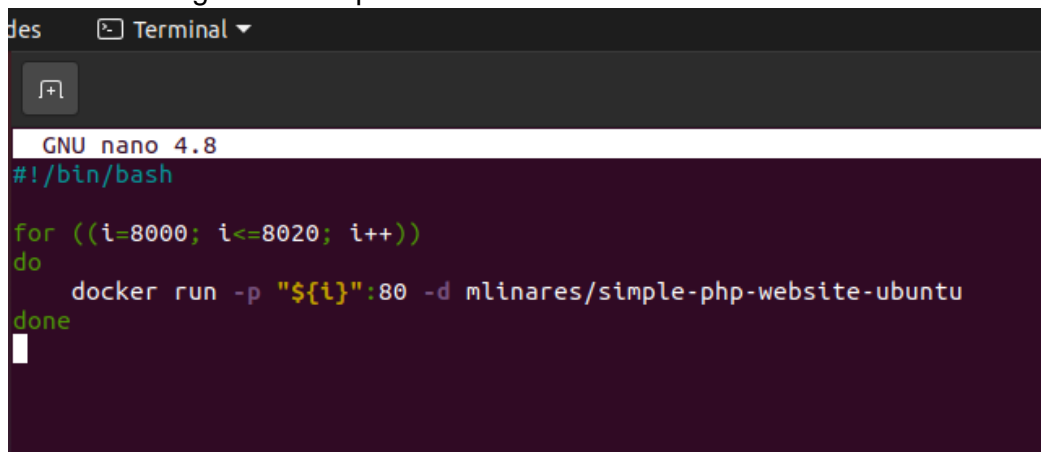 des Terminal
GNU nano 4.8
#!/bin/bash
for ((i=8000; i<=8020; i++))
do
    docker run -p "${i}":80 -d mlinares/simple-php-website-ubuntu
done